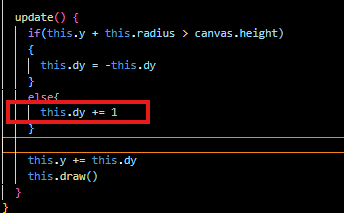 update() {
if(this.y + this.radius > canvas.height)
{
this.dy = -this.dy
}
else{
this.dy += 1
}
this.y += this.dy
this.draw()
}
}